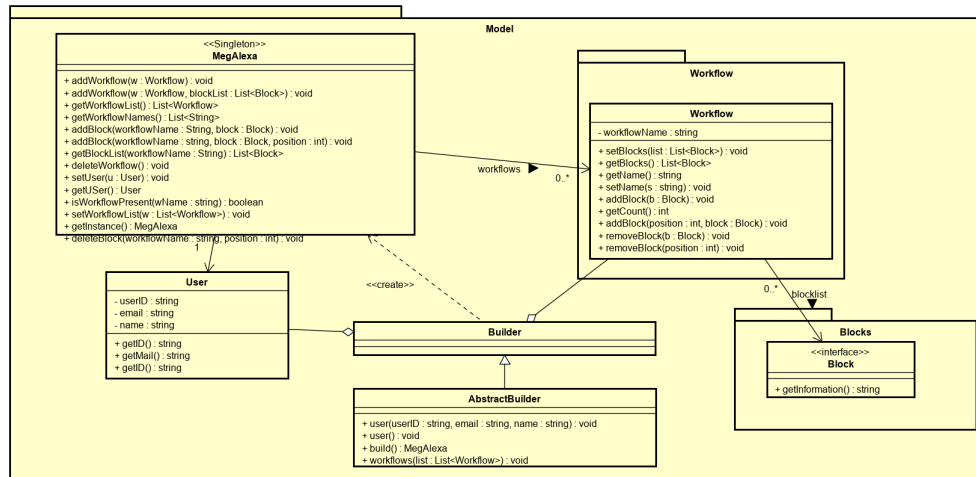 Model
<<Singleton>>
MegAlexa
+ addWorkflow(w : Workflow) : void
+ addWorkflow(w : Workflow, blockList : List<Block>) : void
+ getWorkflowList() : List<Workflow>
+ getWorkflowNames() : List<String>
+ addBlock(workflowName : String, block : Block) : void
+ addBlock(workflowName : string, block : Block, position : int) : void
+ getBlockList(workflowName : String) : List<Block>
+ deleteWorkflow() : void
+ setUser(u : User) : void
+ getUSer() : User
+ isWorkflowPresent(wName : string) : boolean
+ setWorkflowList(w : List<Workflow>) : void
+ getInstance() : MegAlexa
+ deleteBlock(workflowName : string, position : int) : void
1
workflows
0..*
Workflow
Workflow
- workflowName : string
+ setBlocks(list : List<Block>) : void
+ getBlocks() : List<Block>
+ getName() : string
+ setName(s : string) : void
+ addBlock(b : Block) : void
+ getCount() : int
+ addBlock(position : int, block : Block) : void
+ removeBlock(b : Block) : void
+ removeBlock(position : int) : void
User
- userID : string
- email : string
- name : string
+ getID() : string
+ getMail() : string
+ getID() : string
<<create>>
Builder
AbstractBuilder
+ user(userID : string, email : string, name : string) : void
+ user() : void
+ build() : MegAlexa
+ workflows(list : List<Workflow>) : void
0..*
blocklist
Blocks
<<interface>>
Block
+ getInformation() : string